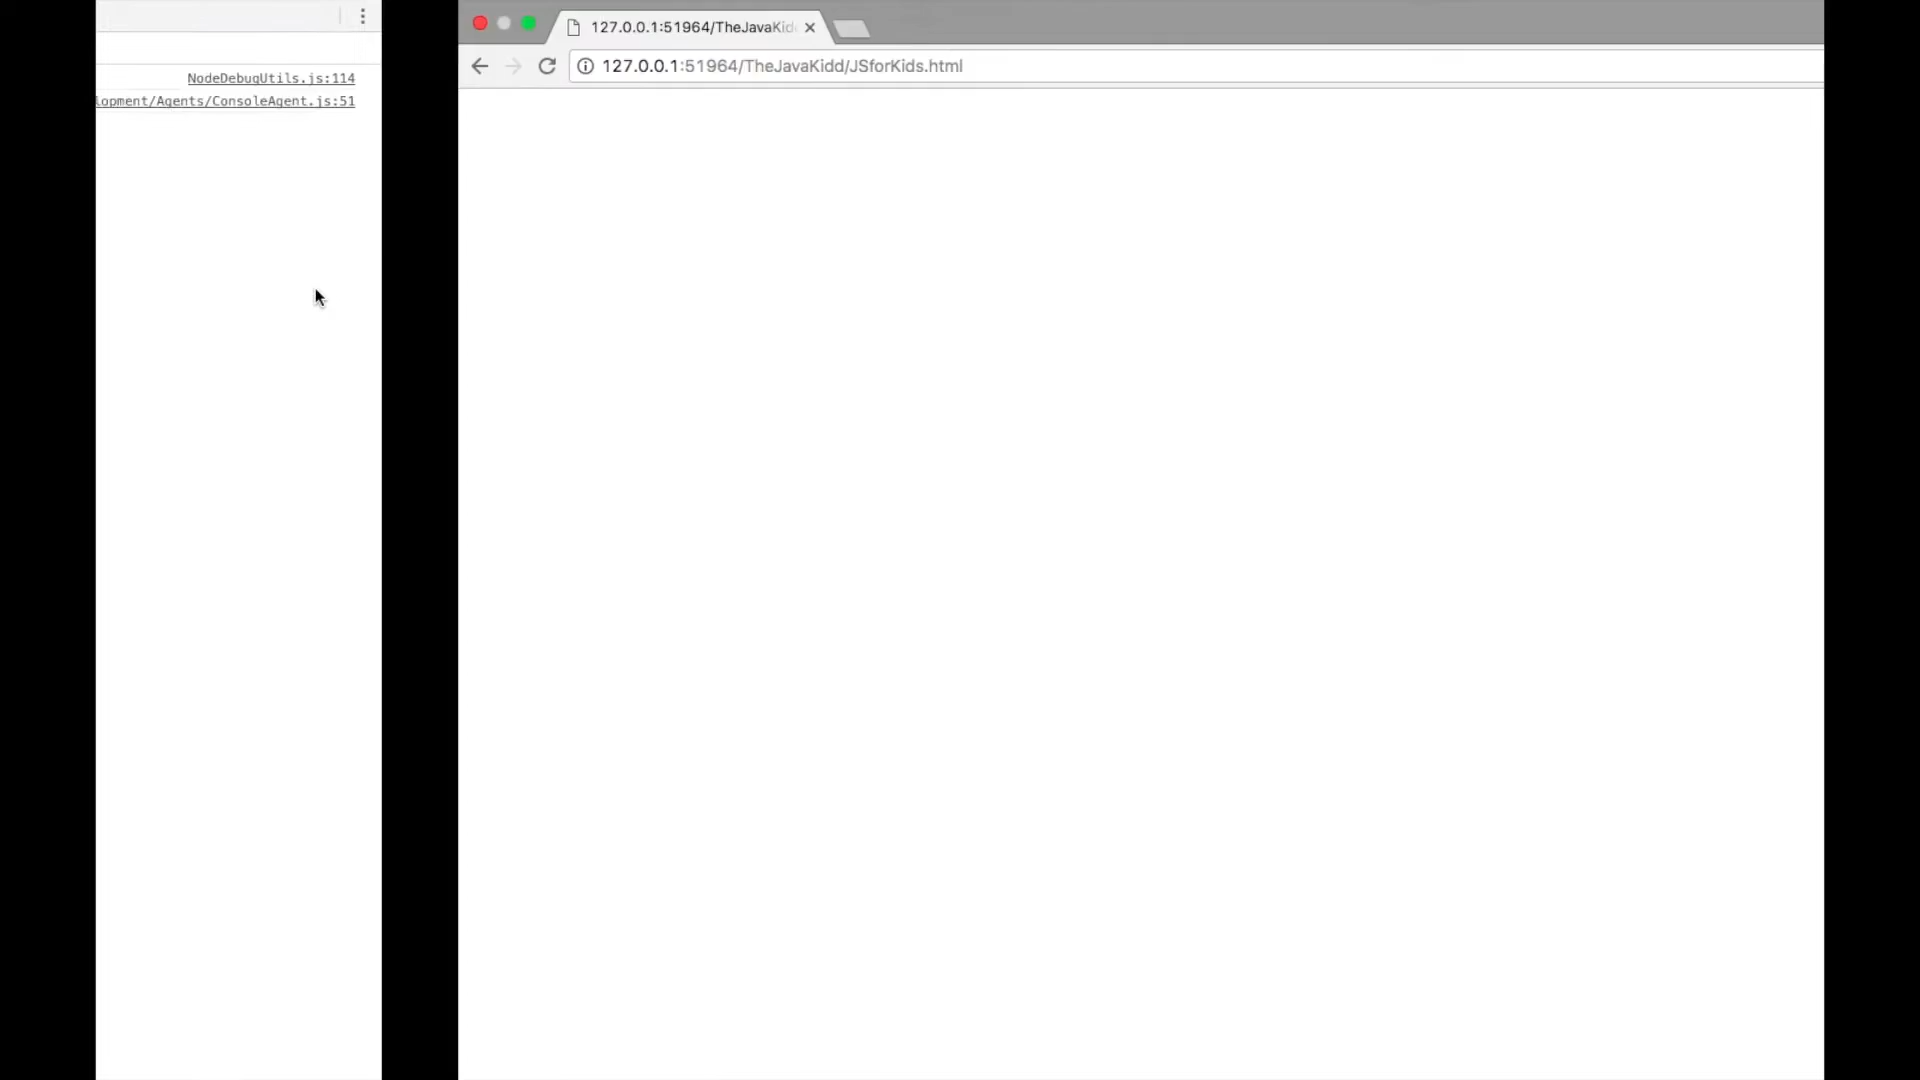 NodeDebugUtils.js:114
lopment/Agents/ConsoleAgent.js:51
127.0.0.1:51964/TheJavaKid
127.0.0.1:51964/TheJavaKidd/JSforKids.html